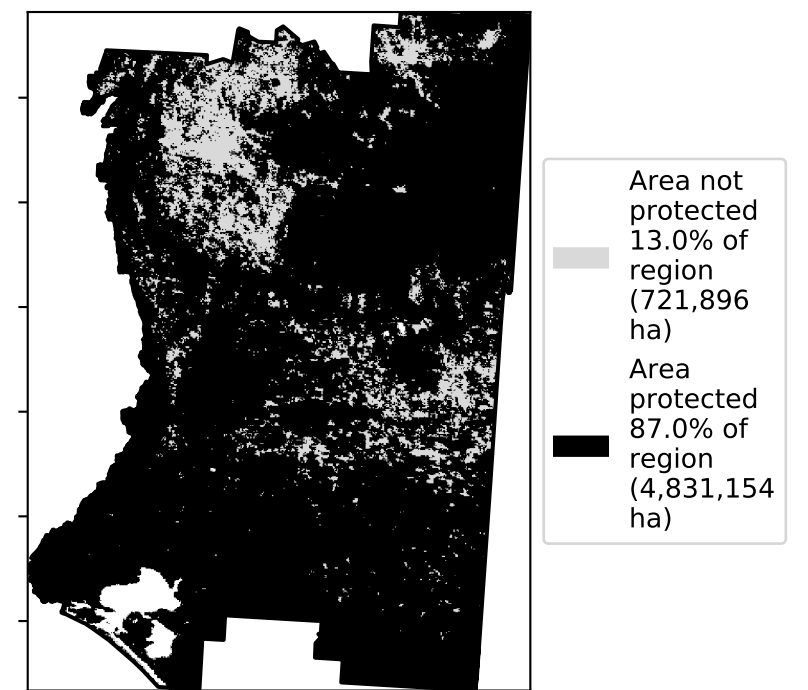 Area not
protected
13.0% of
region
(721,896
ha)
Area
protected
87.0% of
region
(4,831,154
ha)